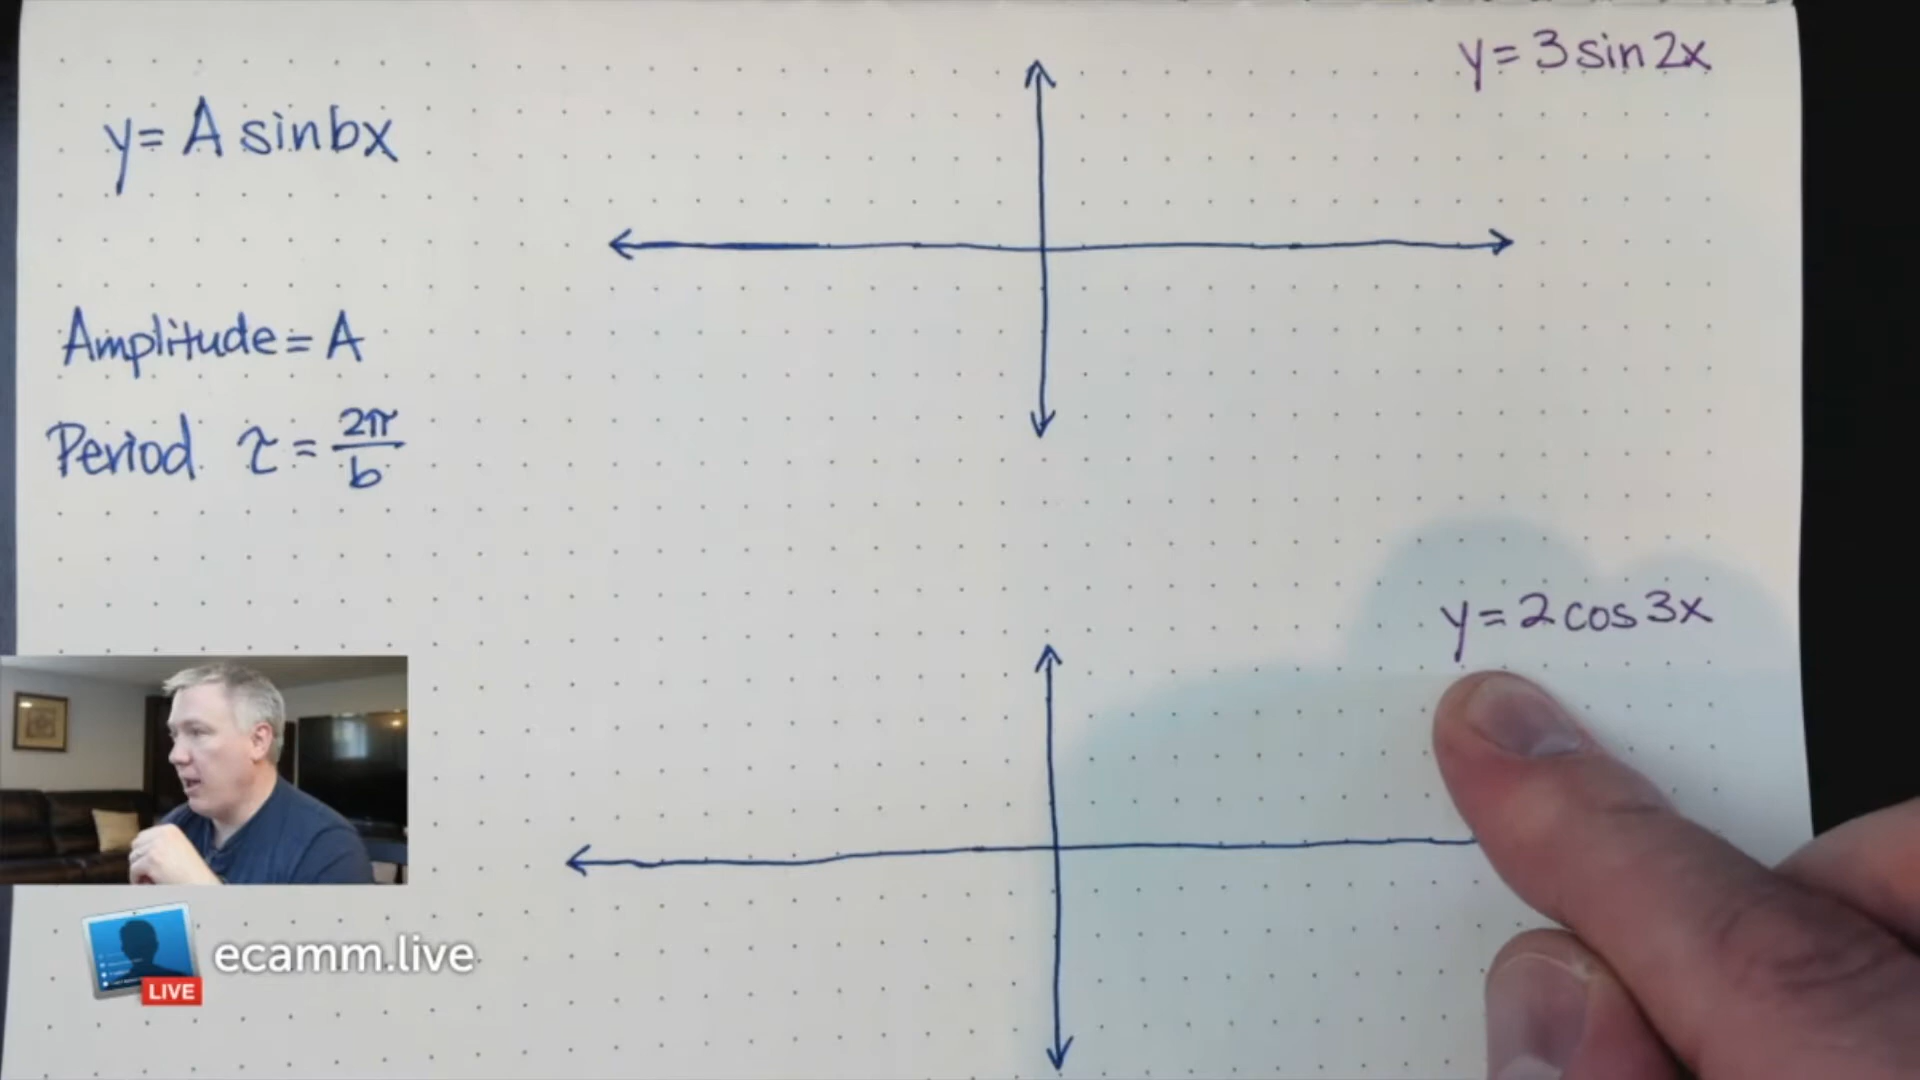 y = 3 sin 2x
y = A sin bx
Amplitude = A
Period τ = 2π/b
y = 2 cos 3x
ecamm.live
LIVE